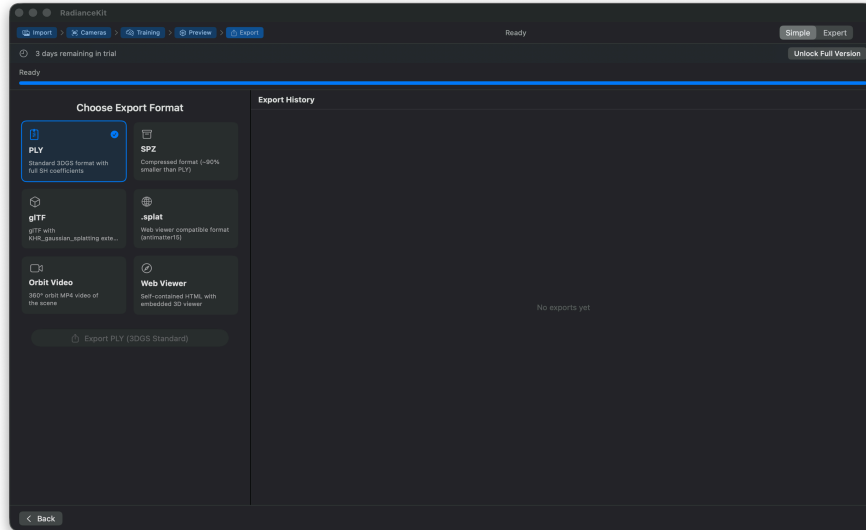 RadianceKit
Import
Cameras
Training
Preview
Export
Ready
Simple
Expert
3 days remaining in trial
Unlock Full Version
Ready
Choose Export Format
Export History
PLY
Standard 3DGS format with
full SH coefficients
SPZ
Compressed format (~90%
smaller than PLY)
glTF
glTF with
KHR_gaussian_splatting exte...
.splat
Web viewer compatible format
(antimatter15)
Orbit Video
360° orbit MP4 video of
the scene
Web Viewer
Self-contained HTML with
embedded 3D viewer
Export PLY (3DGS Standard)
No exports yet
Back